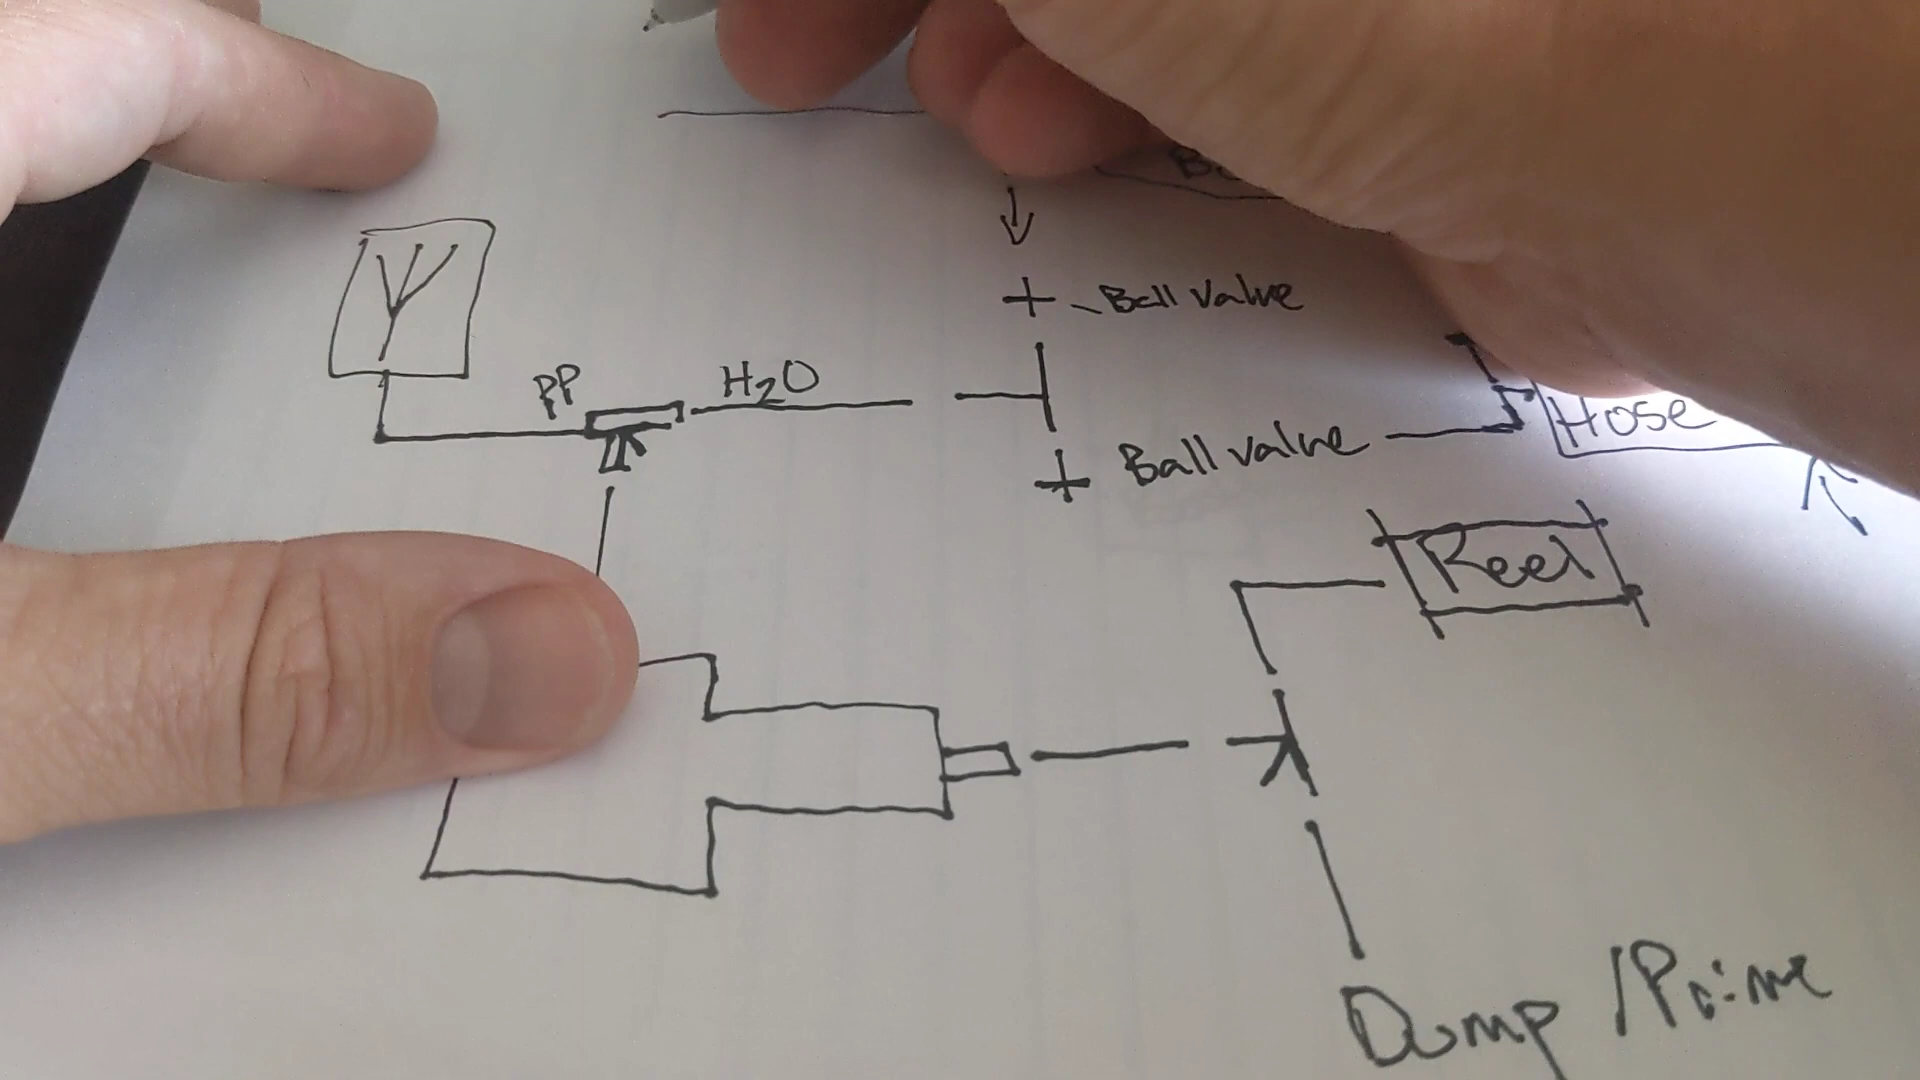 Ball valve
PP
H2O
Ball valve
Hose
Reel
Dump / Prime